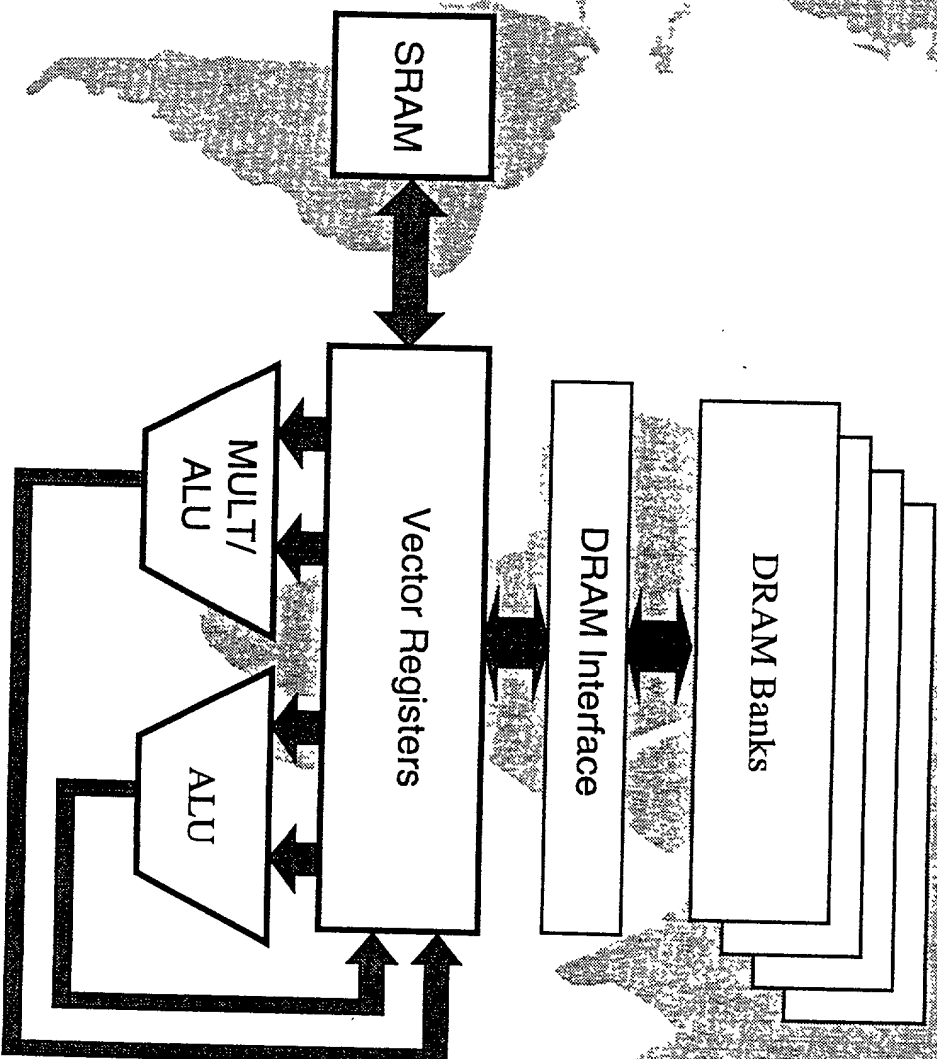 DRAM Banks
DRAM Interface
SRAM
Vector Registers
MULT/
ALU
ALU